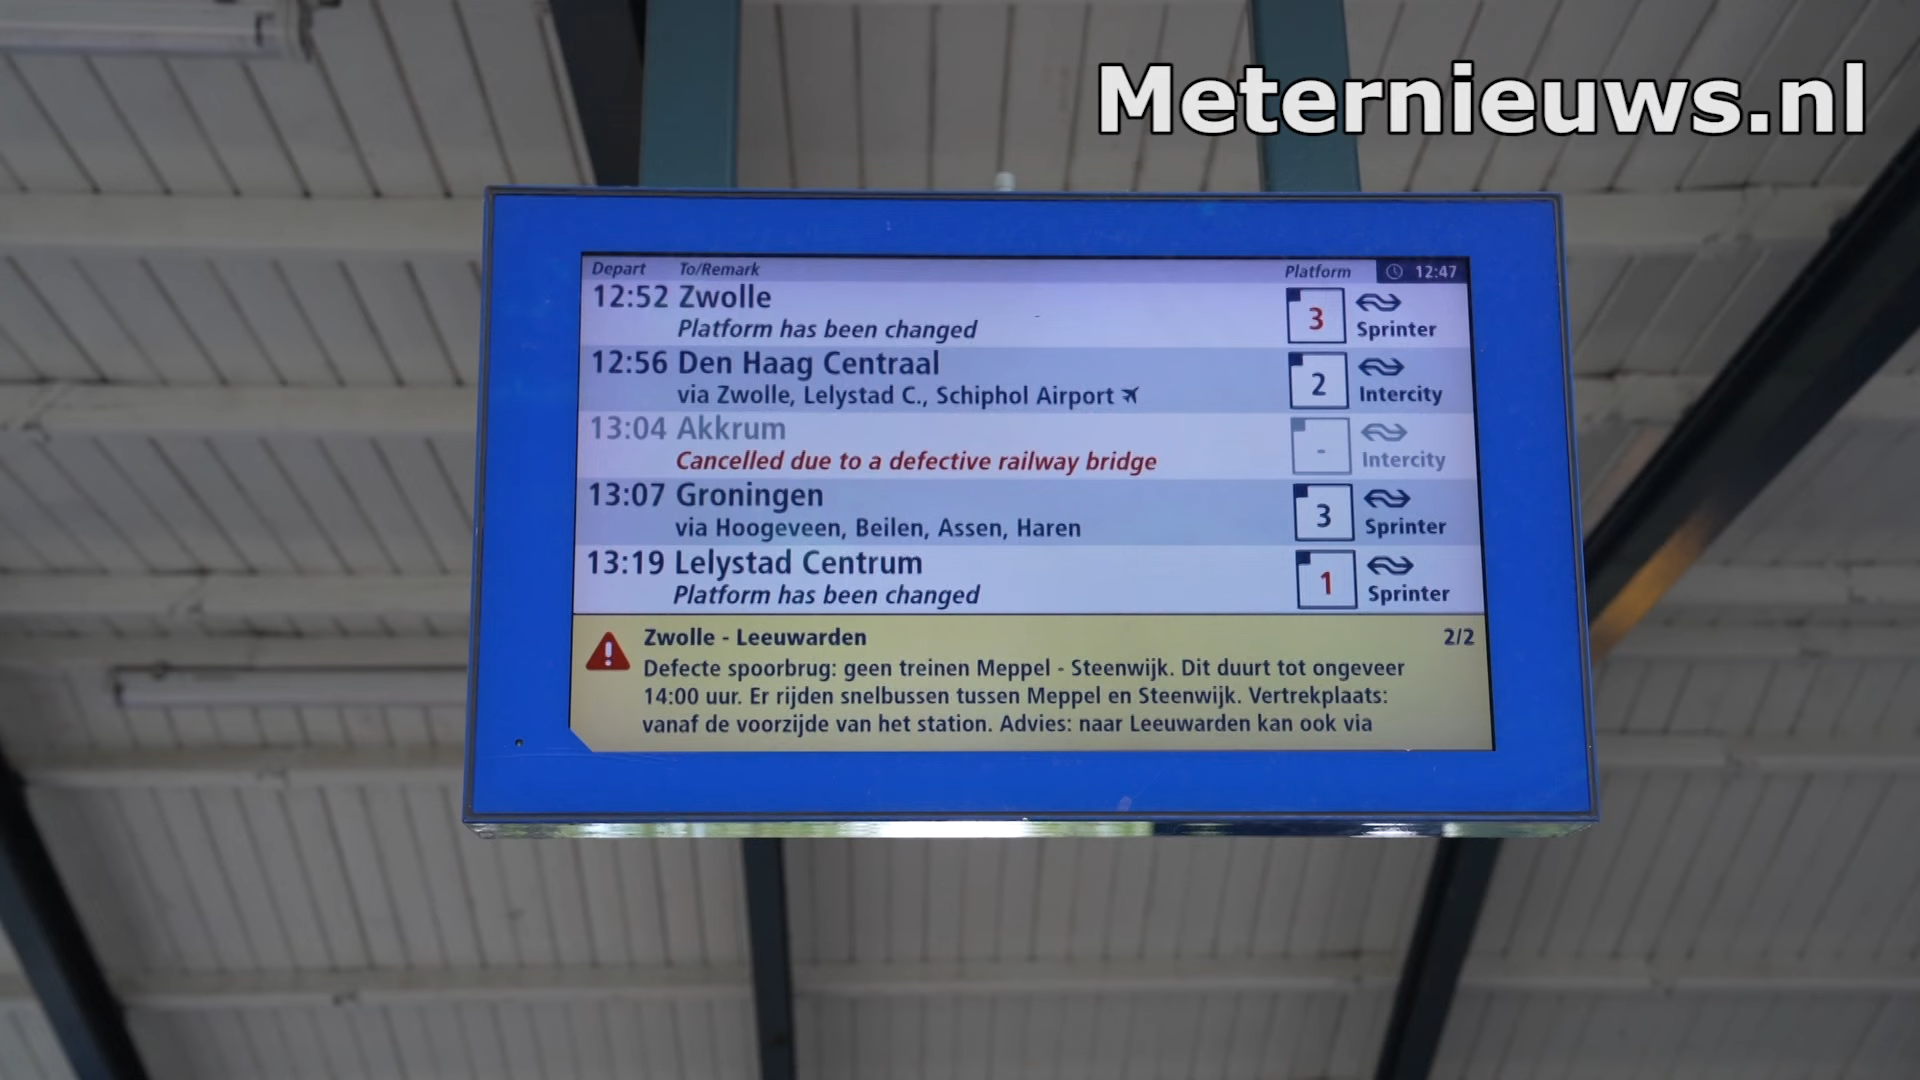 Meternieuws.nl
Depart To/Remark Platform 12:47
12:52 Zwolle 3
Platform has been changed Sprinter
12:56 Den Haag Centraal 2
via Zwolle, Lelystad C., Schiphol Airport Intercity
13:04 Akkrum -
Cancelled due to a defective railway bridge Intercity
13:07 Groningen 3
via Hoogeveen, Beilen, Assen, Haren Sprinter
13:19 Lelystad Centrum 1
Platform has been changed Sprinter
Zwolle - Leeuwarden 2/2
Defecte spoorbrug: geen treinen Meppel - Steenwijk. Dit duurt tot ongeveer
14:00 uur. Er rijden snelbussen tussen Meppel en Steenwijk. Vertrekplaats:
vanaf de voorzijde van het station. Advies: naar Leeuwarden kan ook via